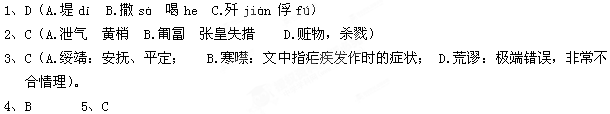 1、D（A.堤 dī  B.撒 sǎ  喝 he  C.歼 jiān 俘 fú）
2、C（A.泄气  黄梢  B.匍匐  张皇失措    D.赃物，杀戮）
3、C（A.绥靖：安抚、平定；  B.寒噤：文中指疟疾发作时的症状； D.荒谬：极端错误，非常不
合情理）。
4、B      5、C